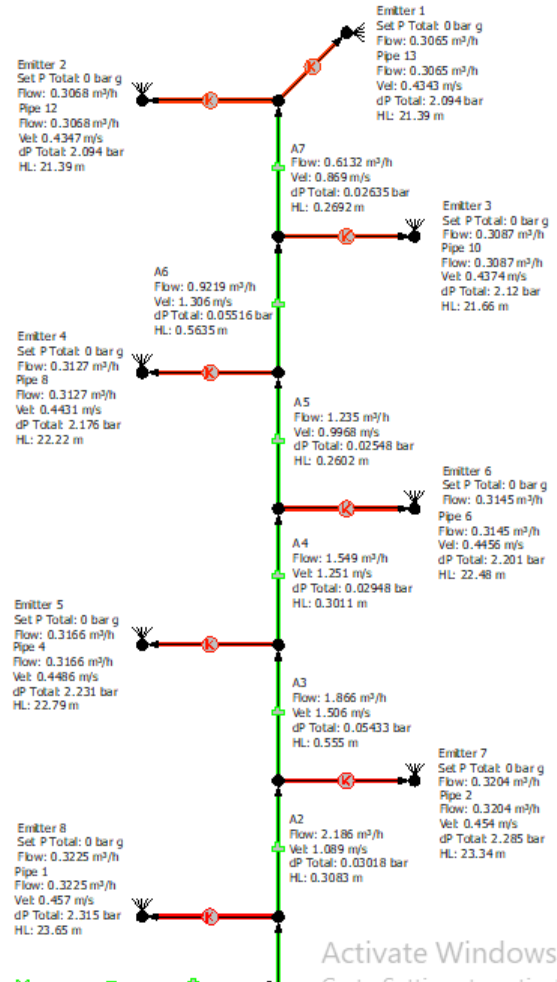 Emitter 1
Set P Total: 0 bar g
Flow: 0.3065 m³/h
Pipe 13
Flow: 0.3065 m³/h
Vel: 0.4343 m/s
dP Total: 2.094 bar
HL: 21.39 m
Emitter 2
Set P Total: 0 bar g
Flow: 0.3068 m³/h
Pipe 12
Flow: 0.3068 m³/h
Vel: 0.4347 m/s
dP Total: 2.094 bar
HL: 21.39 m
K
K
A7
Flow: 0.6132 m³/h
Vel: 0.869 m/s
dP Total: 0.02635 bar
HL: 0.2692 m
Emitter 3
Set P Total: 0 bar g
Flow: 0.3087 m³/h
Pipe 10
Flow: 0.3087 m³/h
Vel: 0.4374 m/s
dP Total: 2.12 bar
HL: 21.66 m
K
A6
Flow: 0.9219 m³/h
Vel: 1.306 m/s
dP Total: 0.05516 bar
HL: 0.5635 m
Emitter 4
Set P Total: 0 bar g
Flow: 0.3127 m³/h
Pipe 8
Flow: 0.3127 m³/h
Vel: 0.4431 m/s
dP Total: 2.176 bar
HL: 22.22 m
K
A5
Flow: 1.235 m³/h
Vel: 0.9968 m/s
dP Total: 0.02548 bar
HL: 0.2602 m
Emitter 6
Set P Total: 0 bar g
Flow: 0.3145 m³/h
Pipe 6
Flow: 0.3145 m³/h
Vel: 0.4456 m/s
dP Total: 2.201 bar
HL: 22.48 m
K
A4
Flow: 1.549 m³/h
Vel: 1.251 m/s
dP Total: 0.02948 bar
HL: 0.3011 m
Emitter 5
Set P Total: 0 bar g
Flow: 0.3166 m³/h
Pipe 4
Flow: 0.3166 m³/h
Vel: 0.4486 m/s
dP Total: 2.231 bar
HL: 22.79 m
K
A3
Flow: 1.866 m³/h
Vel: 1.506 m/s
dP Total: 0.05433 bar
HL: 0.555 m
Emitter 7
Set P Total: 0 bar g
Flow: 0.3204 m³/h
Pipe 2
Flow: 0.3204 m³/h
Vel: 0.454 m/s
dP Total: 2.285 bar
HL: 23.34 m
K
A2
Flow: 2.186 m³/h
Vel: 1.089 m/s
dP Total: 0.03018 bar
HL: 0.3083 m
Emitter 8
Set P Total: 0 bar g
Flow: 0.3225 m³/h
Pipe 1
Flow: 0.3225 m³/h
Vel: 0.457 m/s
dP Total: 2.315 bar
HL: 23.65 m
K
Activate Windows